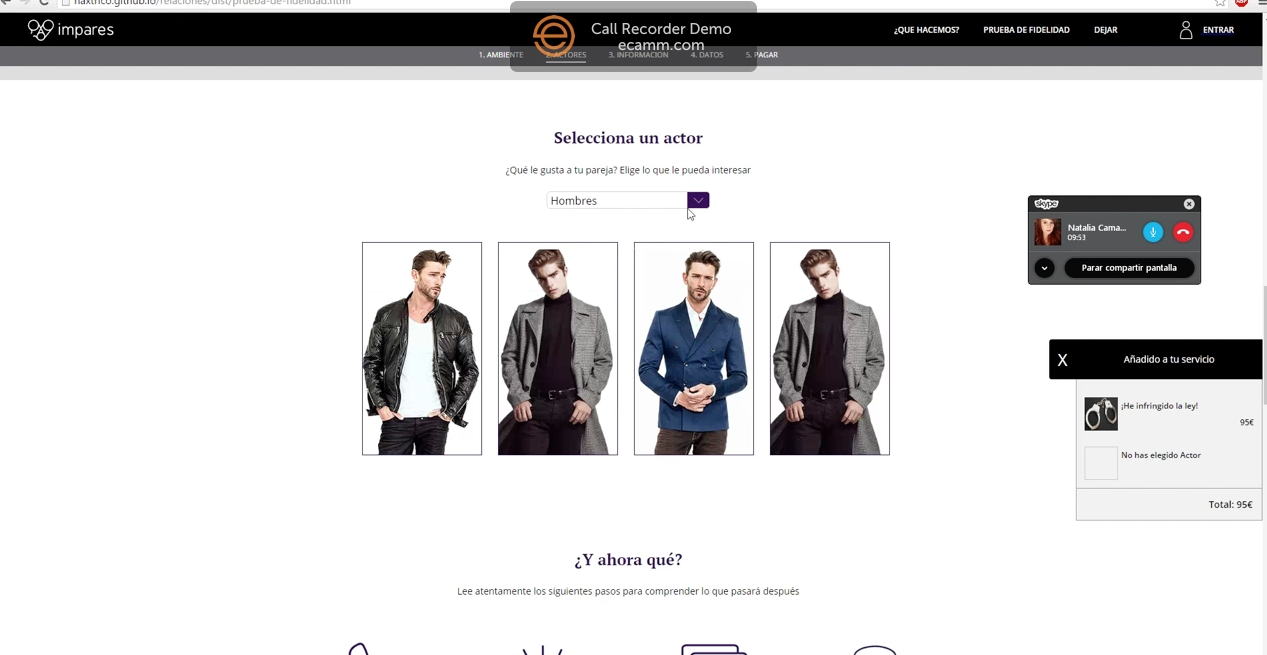 naxthco.github.io/relaciones/dist/prueba-de-fidelidad.html
impares
Call Recorder Demo
ecamm.com
¿QUE HACEMOS?
PRUEBA DE FIDELIDAD
DEJAR
ENTRAR
1. AMBIENTE
2. ACTORES
3. INFORMACION
4. DATOS
5. PAGAR
Selecciona un actor
¿Qué le gusta a tu pareja? Elige lo que le pueda interesar
Hombres
skype
Natalia Cama...
09:53
Parar compartir pantalla
X
Añadido a tu servicio
¡He infringido la ley!
95€
No has elegido Actor
Total: 95€
¿Y ahora qué?
Lee atentamente los siguientes pasos para comprender lo que pasará después